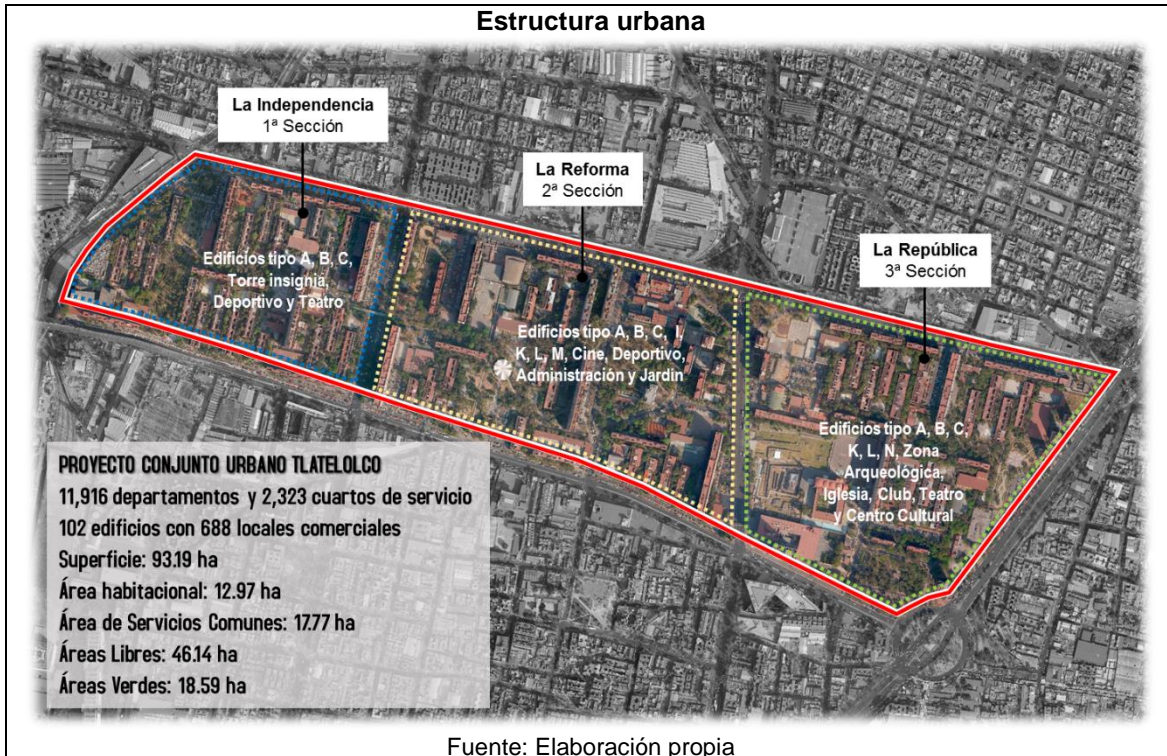 Estructura urbana
La Independencia
1ª Sección
La Reforma
2ª Sección
La República
3ª Sección
Edificios tipo A, B, C,
Torre insignia,
Deportivo y Teatro
Edificios tipo A, B, C, I,
K, L, M, Cine, Deportivo,
Administración y Jardin
Edificios tipo A, B, C,
K, L, N, Zona
Arqueológica,
Iglesia, Club, Teatro
y Centro Cultural
PROYECTO CONJUNTO URBANO TLATELOLCO
11,916 departamentos y 2,323 cuartos de servicio
102 edificios con 688 locales comerciales
Superficie: 93.19 ha
Área habitacional: 12.97 ha
Área de Servicios Comunes: 17.77 ha
Áreas Libres: 46.14 ha
Áreas Verdes: 18.59 ha
Fuente: Elaboración propia